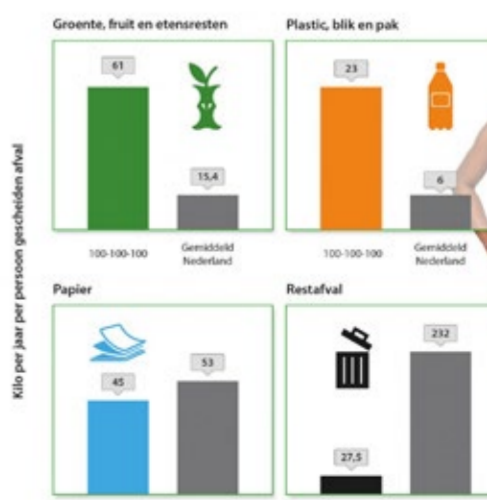 Kilo per jaar per persoon gescheiden afval
Groente, fruit en etensresten
61
15,4
100-100-100
Gemiddeld
Nederland
Plastic, blik en pak
23
6
100-100-100
Gemiddeld
Nederland
Papier
45
53
Restafval
27,5
232